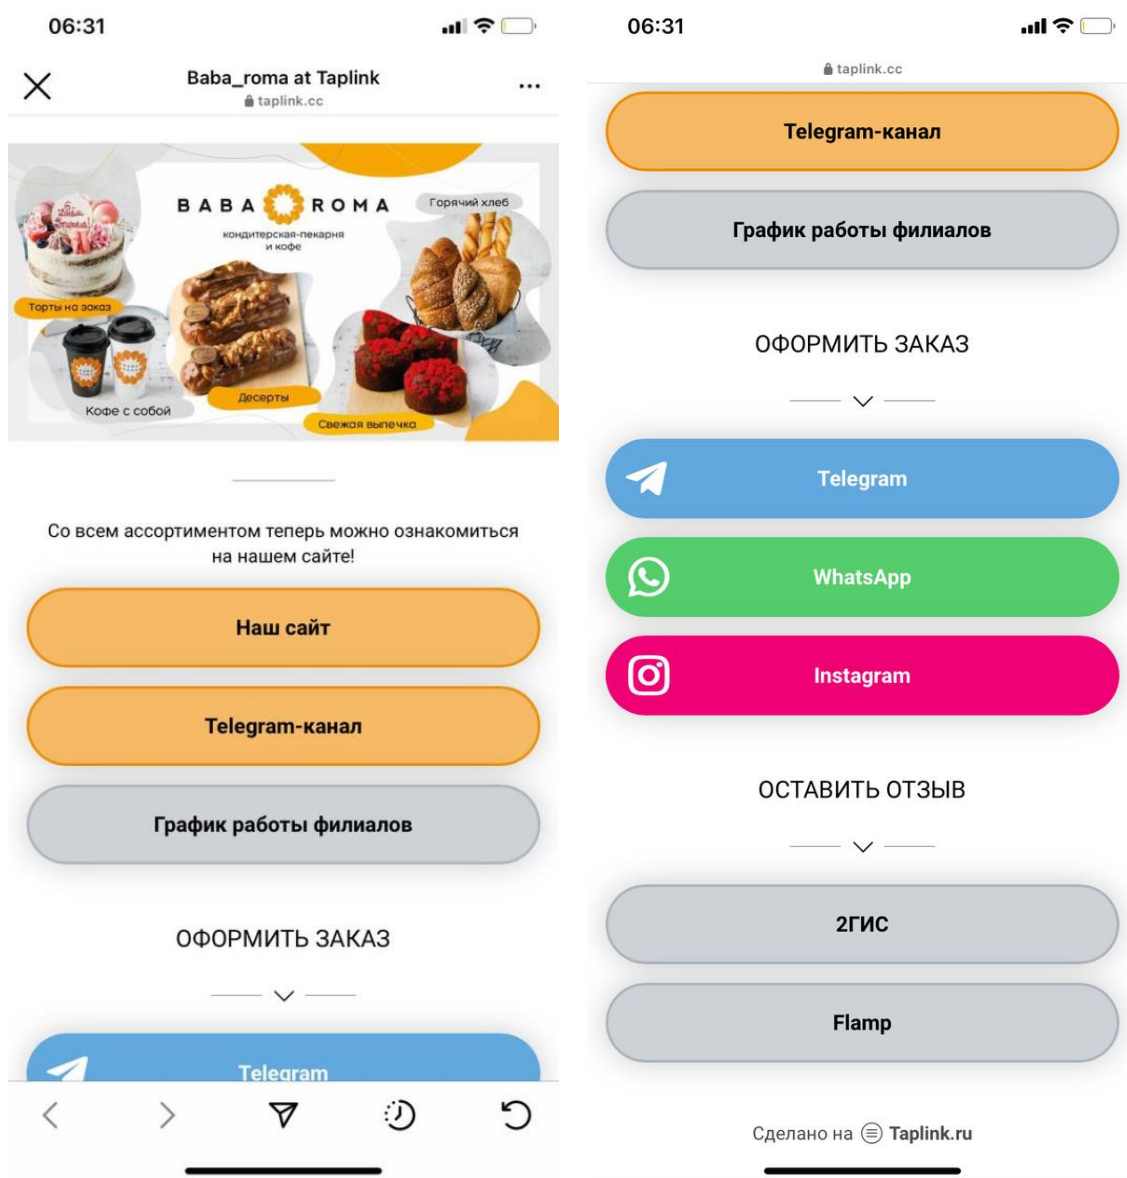 06:31
Baba_roma at Taplink
taplink.cc
BABA ROMA
кондитерская-пекарня
и кофе
Горячий хлеб
Торты на заказ
Кофе с собой
Десерты
Свежая выпечка
Со всем ассортиментом теперь можно ознакомиться
на нашем сайте!
Наш сайт
Telegram-канал
График работы филиалов
ОФОРМИТЬ ЗАКАЗ
Telegram
06:31
taplink.cc
Telegram-канал
График работы филиалов
ОФОРМИТЬ ЗАКАЗ
Telegram
WhatsApp
Instagram
ОСТАВИТЬ ОТЗЫВ
2ГИС
Flamp
Сделано на Taplink.ru